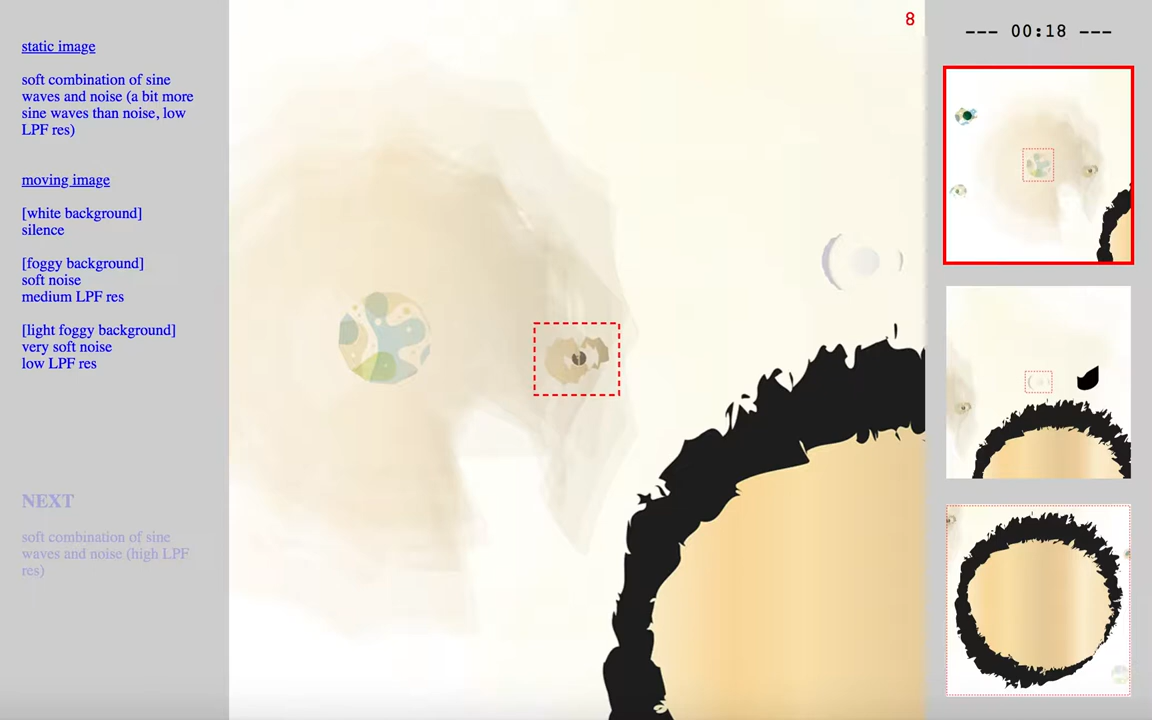 static image
soft combination of sine
waves and noise (a bit more
sine waves than noise, low
LPF res)
moving image
[white background]
silence
[foggy background]
soft noise
medium LPF res
[light foggy background]
very soft noise
low LPF res
NEXT
soft combination of sine
waves and noise (high LPF
res)
8
--- 00:18 ---